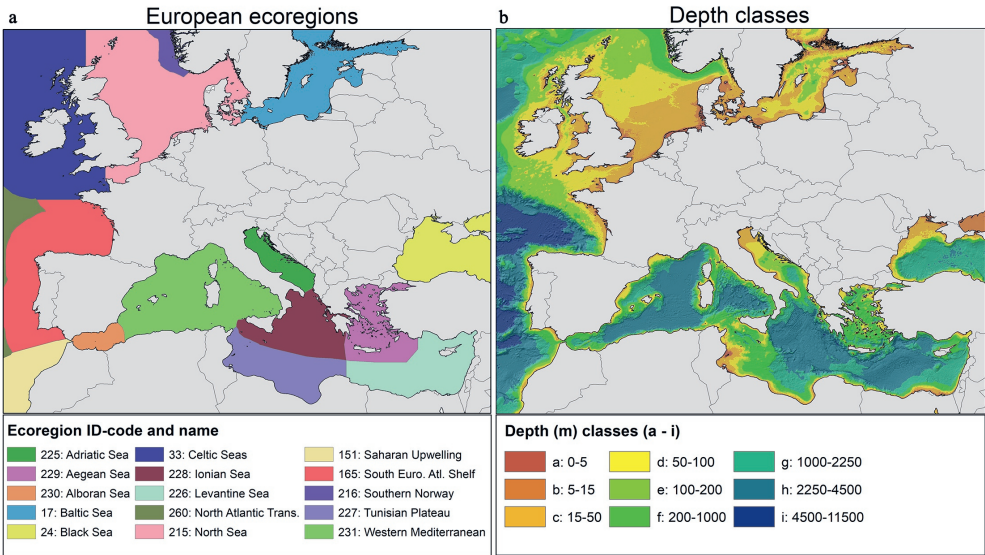 a European ecoregions
b Depth classes
Ecoregion ID-code and name
225: Adriatic Sea
229: Aegean Sea
230: Alboran Sea
17: Baltic Sea
24: Black Sea
33: Celtic Seas
228: Ionian Sea
226: Levantine Sea
260: North Atlantic Trans.
215: North Sea
151: Saharan Upwelling
165: South Euro. Atl. Shelf
216: Southern Norway
227: Tunisian Plateau
231: Western Mediterranean
Depth (m) classes (a - i)
a: 0-5
b: 5-15
c: 15-50
d: 50-100
e: 100-200
f: 200-1000
g: 1000-2250
h: 2250-4500
i: 4500-11500